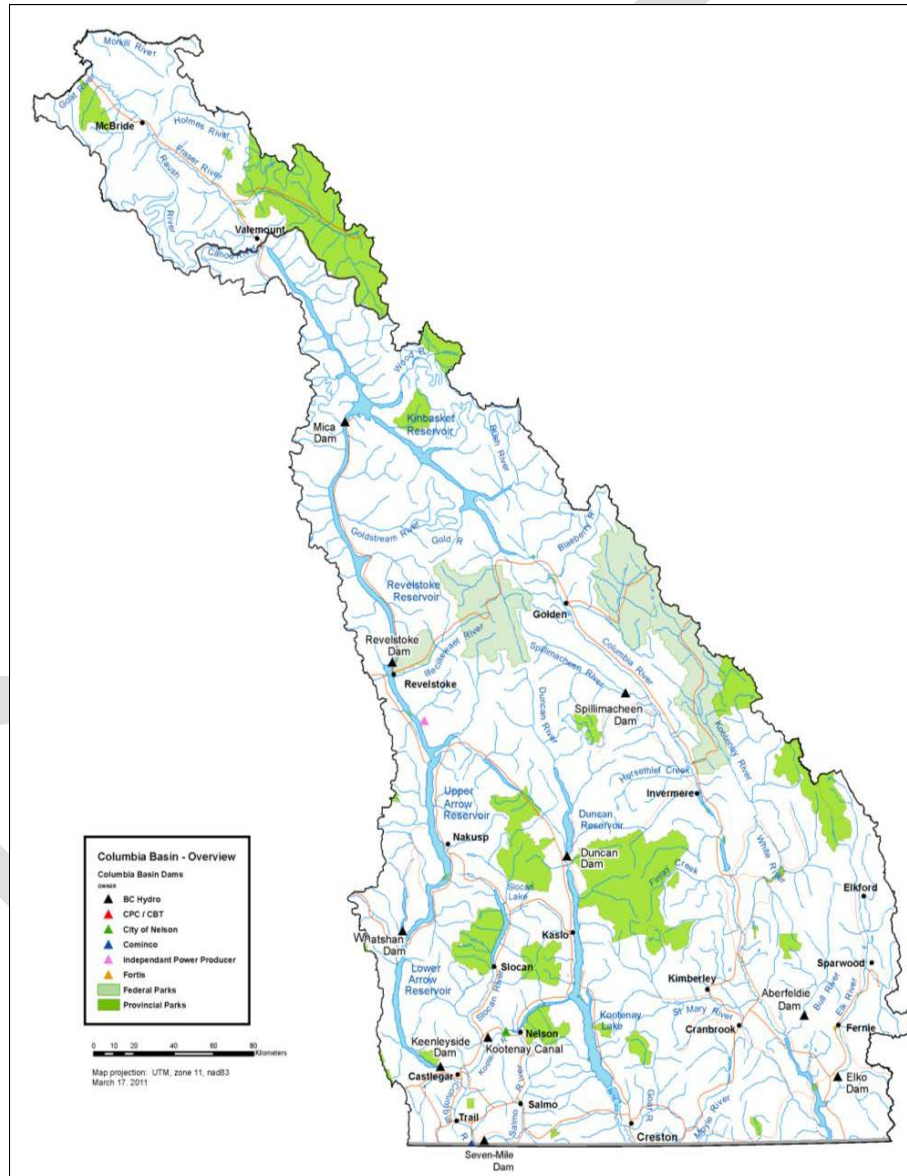 Morkill River
Goat River
McBride
Holmes River
Fraser River
Raush
River
Valemount
Canoe River
Wood R
Mica
Dam
Kinbasket
Reservoir
Bush River
Goldstream River
Gold R
Blaeberry R
Revelstoke
Reservoir
Golden
Revelstoke
Dam
Illecillewaet River
Columbia River
Spillimacheen River
Revelstoke
Spillimacheen
Dam
Duncan River
Kootenay River
Horsethief Creek
Invermere
Upper
Arrow
Reservoir
Duncan
Reservoir
Nakusp
Duncan
Dam
White River
Finlay Creek
Slocan
Lake
Elkford
Whatshan
Dam
Kaslo
Slocan
Lower
Arrow
Reservoir
Sparwood
Kimberley
Aberfeldie
Dam
Bull River
Elk River
Slocan River
St Mary River
Kootenay
Lake
Cranbrook
Fernie
Nelson
Keenleyside
Dam
Kootenay Canal
Castlegar
Elko
Dam
Columbia
R
Salmo River
Salmo
Goat River
Moyie River
Trail
Creston
Seven-Mile
Dam
Columbia Basin - Overview
Columbia Basin Dams
OWNER
BC Hydro
CPC / CBT
City of Nelson
Cominco
Independant Power Producer
Fortis
Federal Parks
Provincial Parks
0 10 20 40 60 80
Kilometers
Map projection: UTM, zone 11, nad83
March 17. 2011